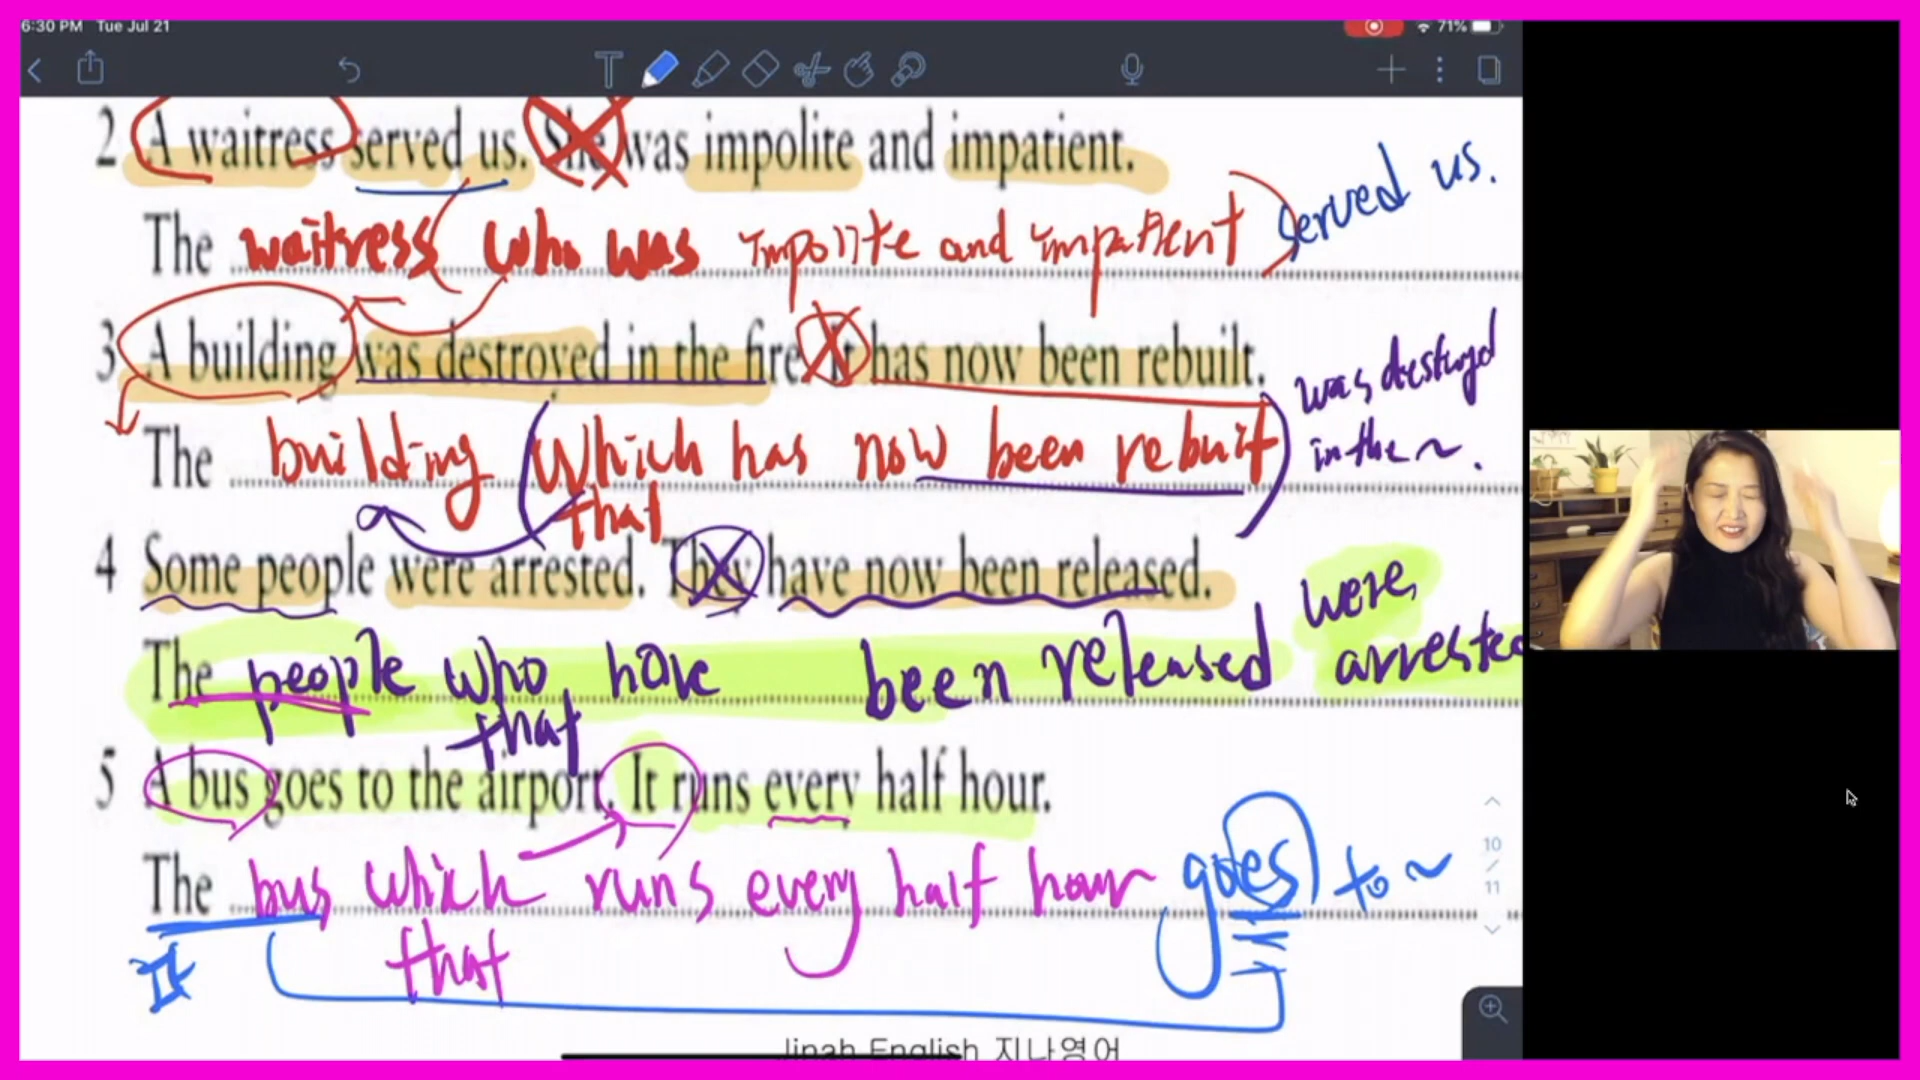 6:30 PM Tue Jul 21
71%
2 A waitress served us. She was impolite and impatient.
served us.
The waitress who was impolite and impatient
3 A building was destroyed in the fire. It has now been rebuilt.
was destroyd
in the ~.
The building which has now been rebuit
that
4 Some people were arrested. They have now been released.
were
arrested
The people who have been released
that
5 A bus goes to the airport. It runs every half hour.
10
/
11
The bus which runs every half hour goes to ~
It that
Jinah English 지나영어